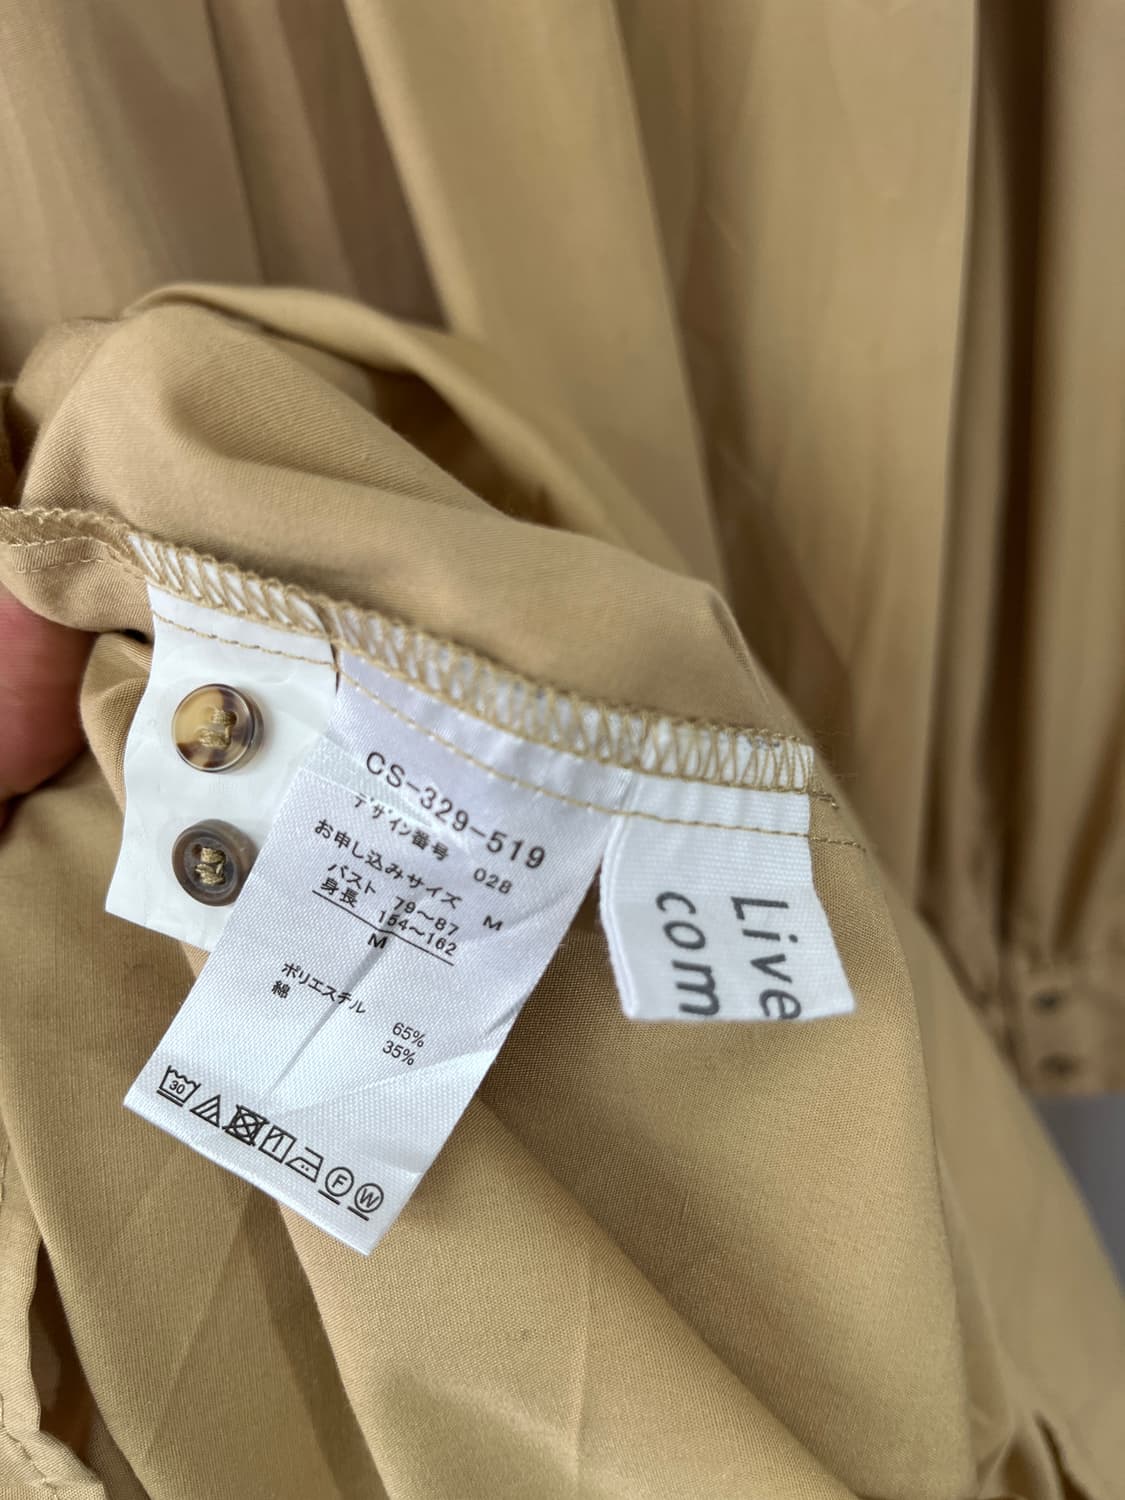 CS-329-519
デザイン番号 028
お申し込みサイズ M
バスト 79～87
身長 154～162
M
ポリエステル 65%
綿 35%
30
F
W
Live
com